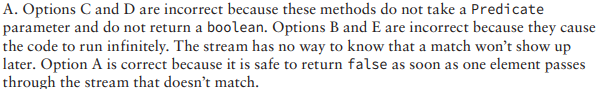 A. Options C and D are incorrect because these methods do not take a Predicate
parameter and do not return a boolean. Options B and E are incorrect because they cause
the code to run infinitely. The stream has no way to know that a match won’t show up
later. Option A is correct because it is safe to return false as soon as one element passes
through the stream that doesn’t match.